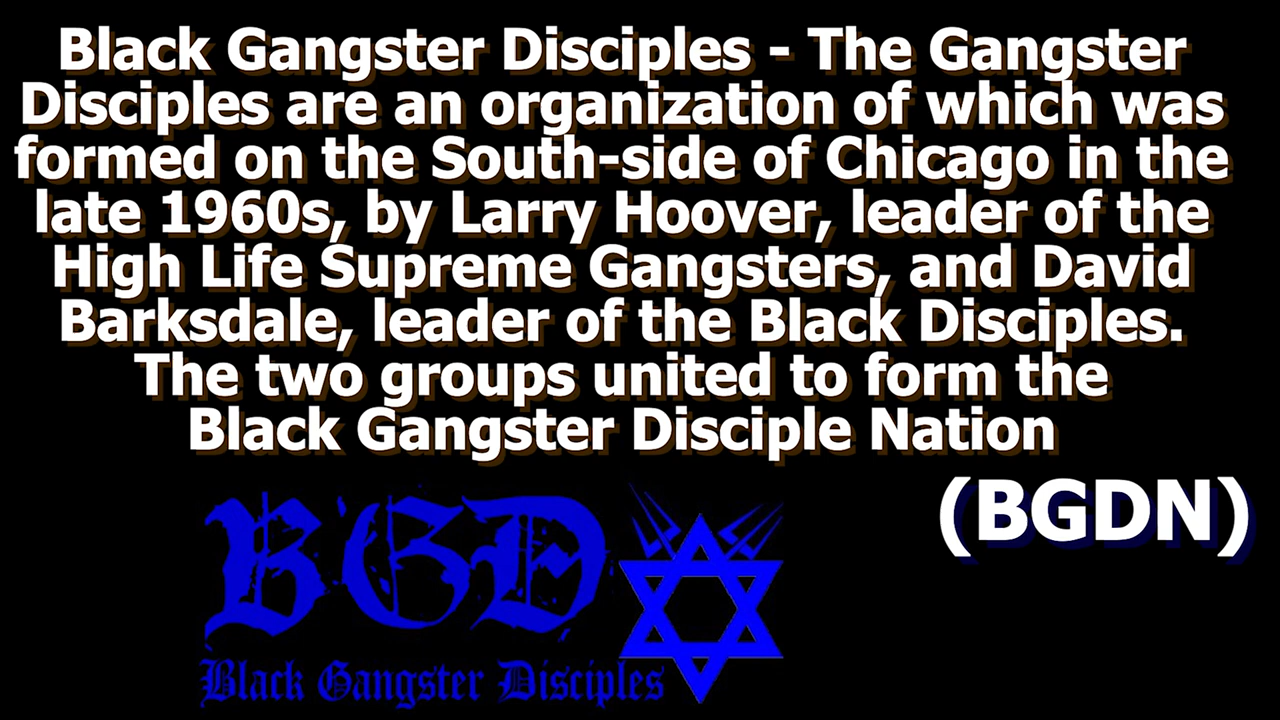 Black Gangster Disciples - The Gangster
Disciples are an organization of which was
formed on the South-side of Chicago in the
late 1960s, by Larry Hoover, leader of the
High Life Supreme Gangsters, and David
Barksdale, leader of the Black Disciples.
The two groups united to form the
Black Gangster Disciple Nation
(BGDN)
BGD
Black Gangster Disciples